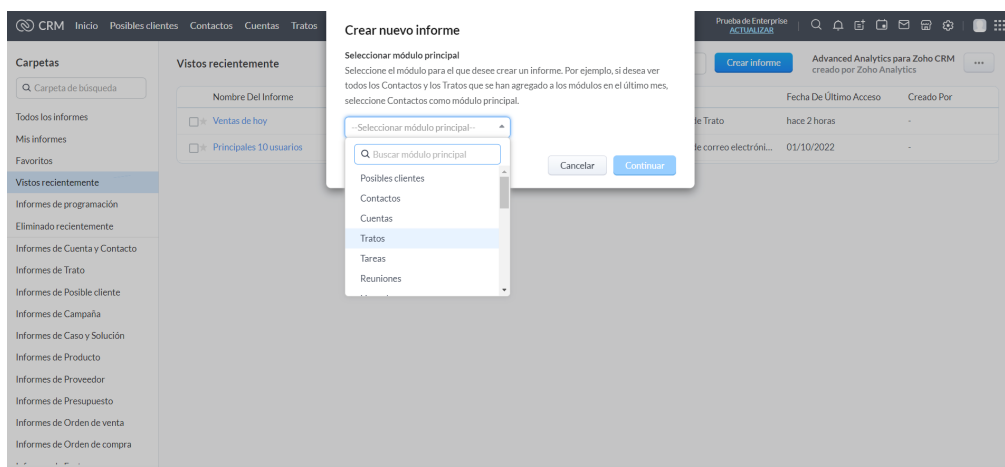 CRM Inicio Posibles clientes Contactos Cuentas Tratos
Prueba de Enterprise
ACTUALIZAR
Carpetas
Carpeta de búsqueda
Todos los informes
Mis informes
Favoritos
Vistos recientemente
Informes de programación
Eliminado recientemente
Informes de Cuenta y Contacto
Informes de Trato
Informes de Posible cliente
Informes de Campaña
Informes de Caso y Solución
Informes de Producto
Informes de Proveedor
Informes de Presupuesto
Informes de Orden de venta
Informes de Orden de compra
Vistos recientemente
Crear informe
Advanced Analytics para Zoho CRM
creado por Zoho Analytics
Nombre Del Informe
Fecha De Último Acceso
Creado Por
Ventas de hoy
de Trato
hace 2 horas
-
Principales 10 usuarios
de correo electróni...
01/10/2022
-
Crear nuevo informe
Seleccionar módulo principal
Seleccione el módulo para el que desee crear un informe. Por ejemplo, si desea ver
todos los Contactos y los Tratos que se han agregado a los módulos en el último mes,
seleccione Contactos como módulo principal.
--Seleccionar módulo principal--
Buscar módulo principal
Posibles clientes
Contactos
Cuentas
Tratos
Tareas
Reuniones
Cancelar
Continuar